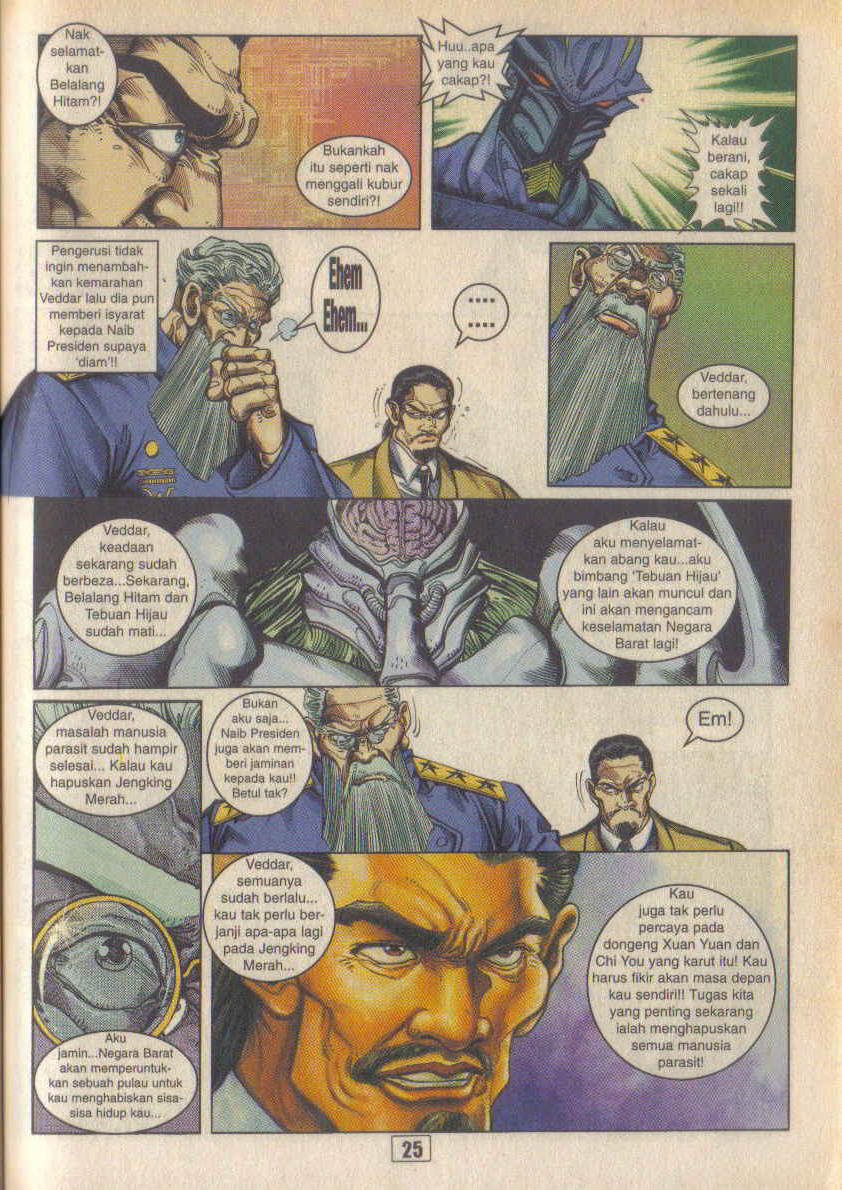 Nak
selamat-
kan
Belalang
Hitam?!
Bukankah
itu seperti nak
menggali kubur
sendiri?!
Huu..apa
yang kau
cakap?!
Kalau
berani,
cakap
sekali
lagi!!
Pengerusi tidak
ingin menambah-
kan kemarahan
Veddar lalu dia pun
memberi isyarat
kepada Naib
Presiden supaya
'diam'!!
Ehem
Ehem...
....
....
Veddar,
bertenang
dahulu...
Veddar,
keadaan
sekarang sudah
berbeza...Sekarang,
Belalang Hitam dan
Tebuan Hijau
sudah mati...
Kalau
aku menyelamat-
kan abang kau...aku
bimbang 'Tebuan Hijau'
yang lain akan muncul dan
ini akan mengancam
keselamatan Negara
Barat lagi!
Veddar,
masalah manusia
parasit sudah hampir
selesai... Kalau kau
hapuskan Jengking
Merah...
Aku
jamin...Negara Barat
akan memperuntuk-
kan sebuah pulau untuk
kau menghabiskan sisa-
sisa hidup kau...
Bukan
aku saja...
Naib Presiden
juga akan mem-
beri jaminan
kepada kau!!
Betul tak?
Em!
Veddar,
semuanya
sudah berlalu...
kau tak perlu ber-
janji apa-apa lagi
pada Jengking
Merah...
Kau
juga tak perlu
percaya pada
dongeng Xuan Yuan dan
Chi You yang karut itu! Kau
harus fikir akan masa depan
kau sendiri!! Tugas kita
yang penting sekarang
ialah menghapuskan
semua manusia
parasit!
25